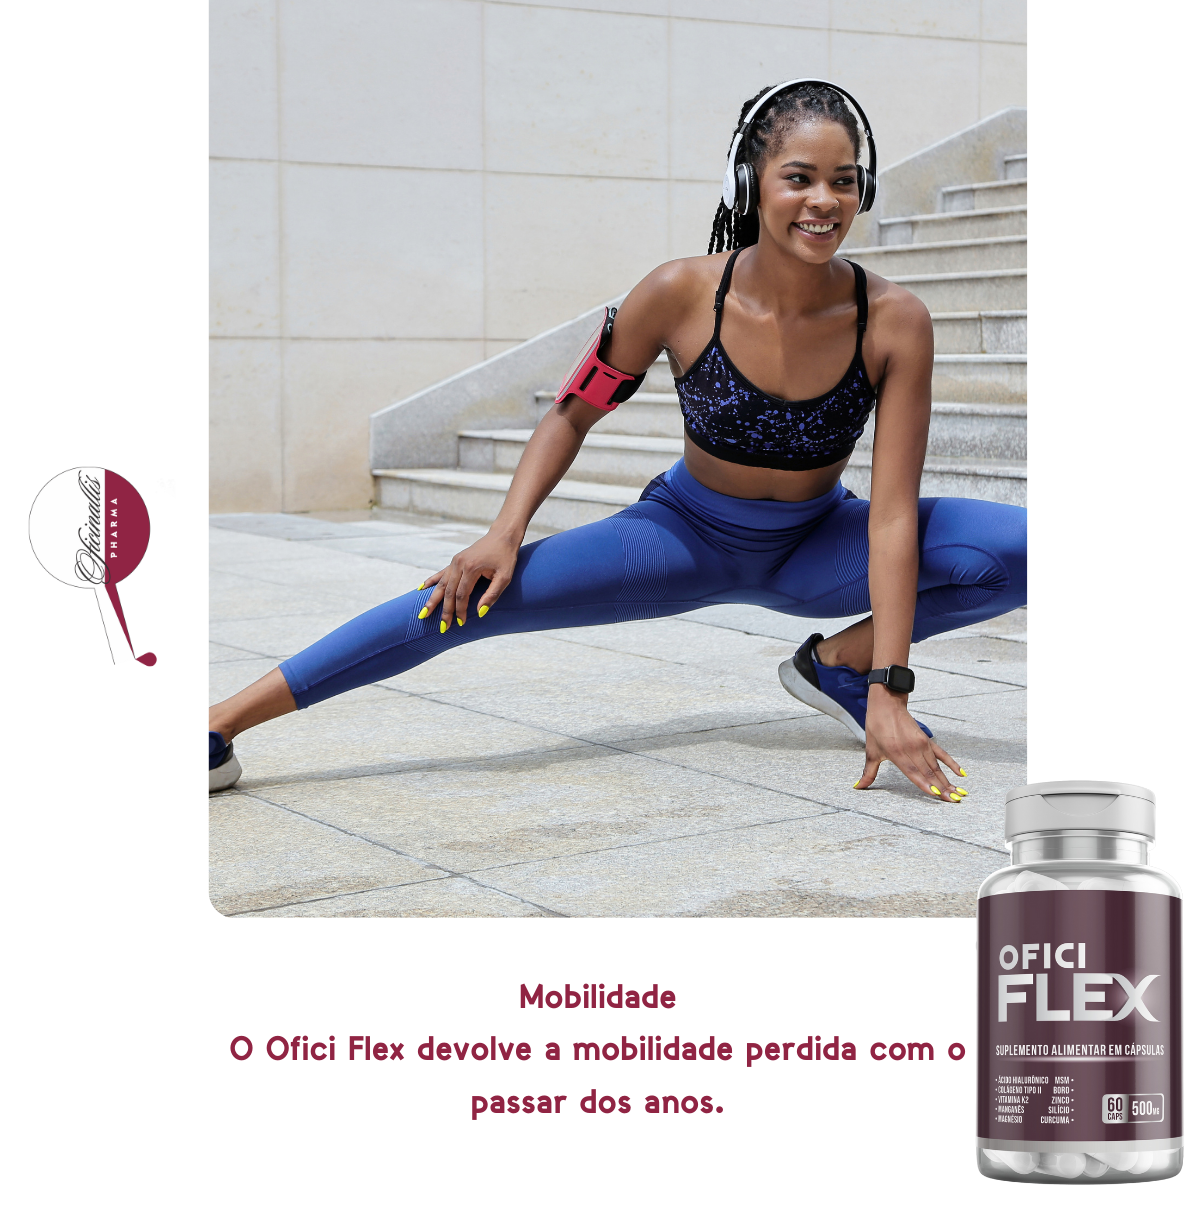 Oficinallis
PHARMA
Mobilidade
O Ofici Flex devolve a mobilidade perdida com o
passar dos anos.
OFICI
FLEX
SUPLEMENTO ALIMENTAR EM CÁPSULAS
• ÁCIDO HIALURÔNICO MSM •
• COLÁGENO TIPO II BORO •
• VITAMINA K2 ZINCO •
• MANGANÊS SILÍCIO •
• MAGNÉSIO CURCUMA •
60 CAPS 500MG